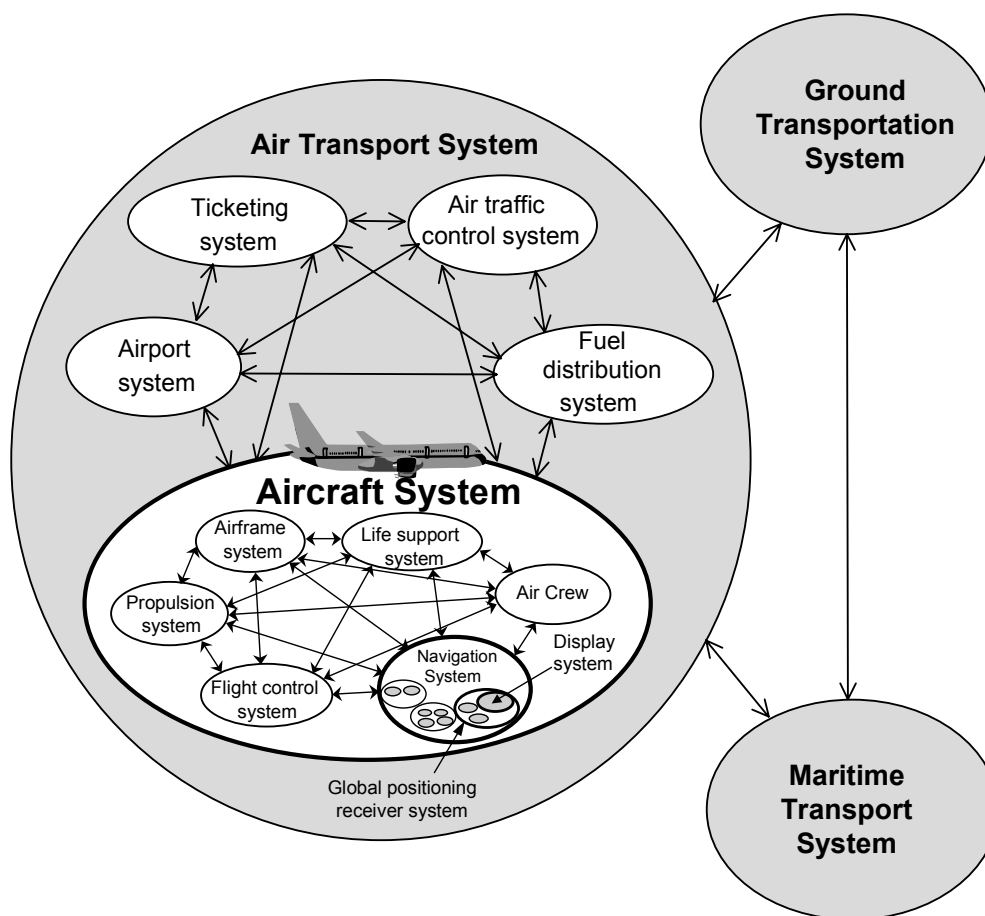 Ground
Transportation
System
Air Transport System
Ticketing
system
Air traffic
control system
Airport
system
Fuel
distribution
system
Aircraft System
Airframe
system
Life support
system
Propulsion
system
Air Crew
Display
system
Navigation
System
Flight control
system
Global positioning
receiver system
Maritime
Transport
System